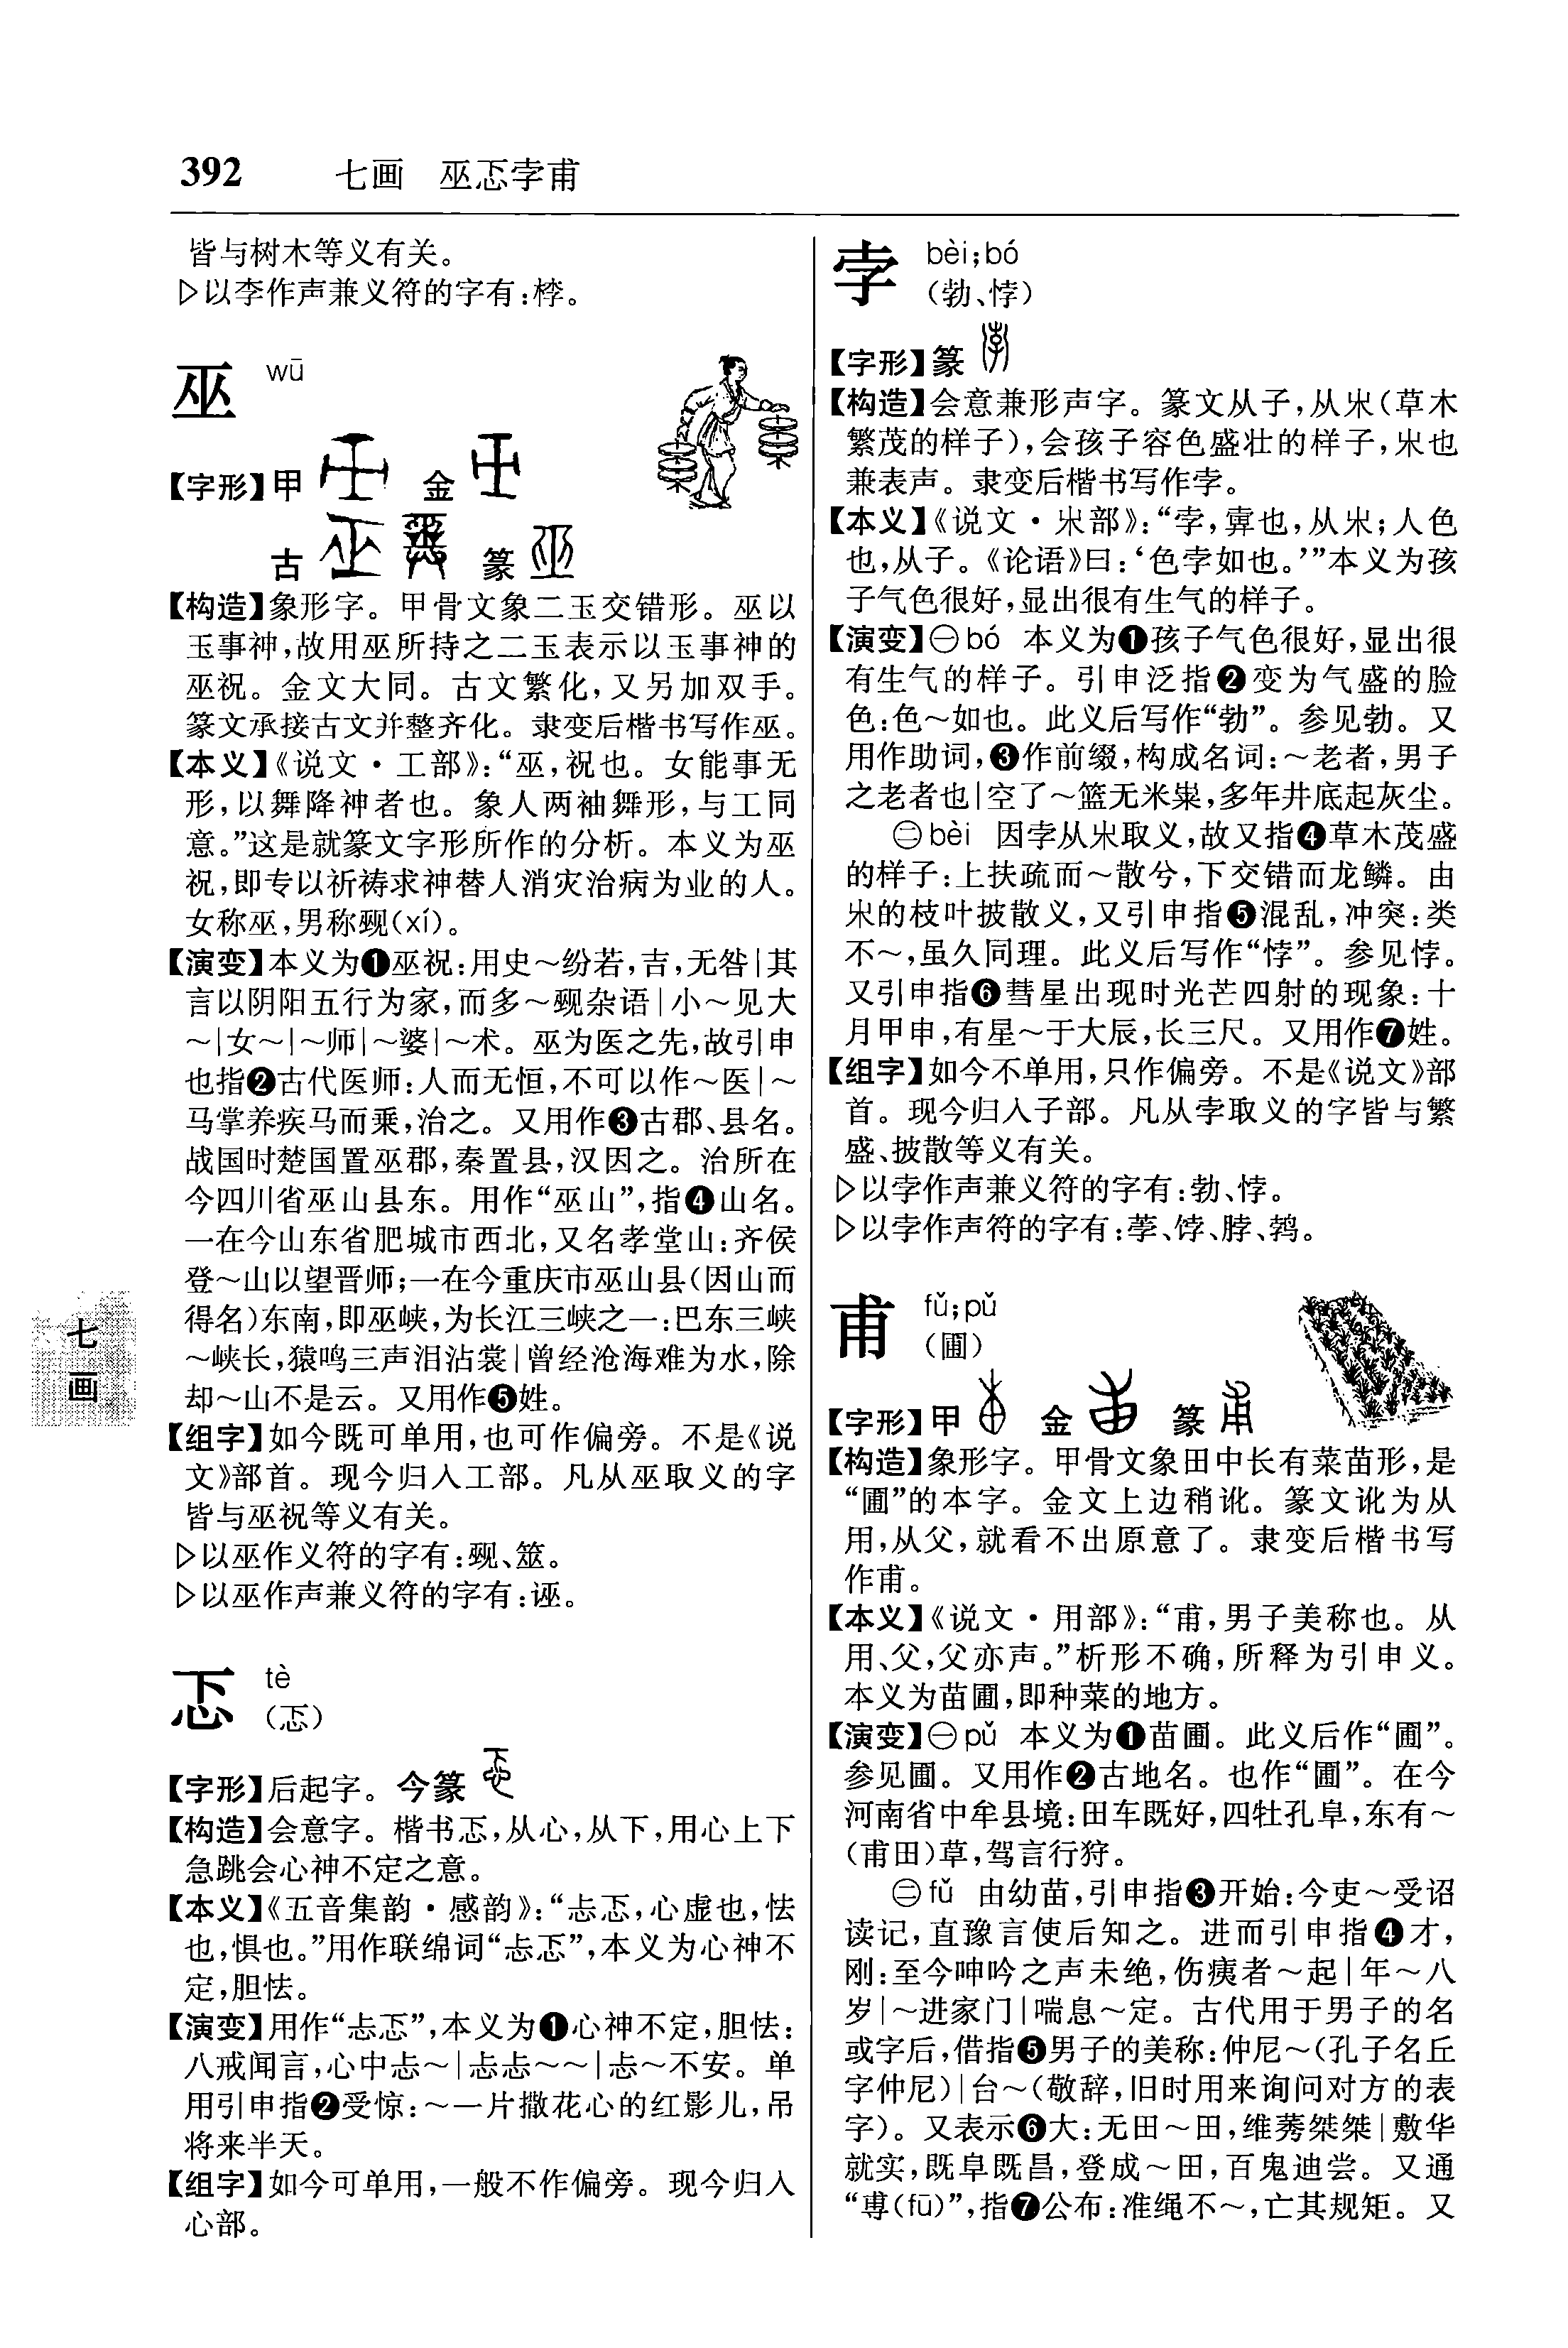 392 七画 巫忑孛甫
皆与树木等义有关。
▷以李作声兼义符的字有:桲。
巫 wū
【字形】甲 金
古 篆
【构造】象形字。甲骨文象二玉交错形。巫以
玉事神,故用巫所持之二玉表示以玉事神的
巫祝。金文大同。古文繁化,又另加双手。
篆文承接古文并整齐化。隶变后楷书写作巫。
【本义】《说文·工部》:“巫,祝也。女能事无
形,以舞降神者也。象人两袖舞形,与工同
意。”这是就篆文字形所作的分析。本义为巫
祝,即专以祈祷求神替人消灾治病为业的人。
女称巫,男称觋(xí)。
【演变】本义为❶巫祝:用史~纷若,吉,无咎|其
言以阴阳五行为家,而多~觋杂语|小~见大
~|女~|~师|~婆|~术。巫为医之先,故引申
也指❷古代医师:人而无恒,不可以作~医|~
马掌养疾马而乘,治之。又用作❸古郡、县名。
战国时楚国置巫郡,秦置县,汉因之。治所在
今四川省巫山县东。用作“巫山”,指❹山名。
一在今山东省肥城市西北,又名孝堂山:齐侯
登~山以望晋师;一在今重庆市巫山县(因山而
得名)东南,即巫峡,为长江三峡之一:巴东三峡
~峡长,猿鸣三声泪沾裳|曾经沧海难为水,除
却~山不是云。又用作❺姓。
【组字】如今既可单用,也可作偏旁。不是《说
文》部首。现今归入工部。凡从巫取义的字
皆与巫祝等义有关。
▷以巫作义符的字有:觋、筮。
▷以巫作声兼义符的字有:诬。
忑 tè
(忑)
【字形】后起字。今篆
【构造】会意字。楷书忑,从心,从下,用心上下
急跳会心神不定之意。
【本义】《五音集韵·感韵》:“忐忑,心虚也,怯
也,惧也。”用作联绵词“忐忑”,本义为心神不
定,胆怯。
【演变】用作“忐忑”,本义为❶心神不定,胆怯:
八戒闻言,心中忐~|忐忐~~|忐~不安。单
用引申指❷受惊:~一片撒花心的红影儿,吊
将来半天。
【组字】如今可单用,一般不作偏旁。现今归入
心部。
孛 bèi;bó
(勃、悖)
【字形】篆
【构造】会意兼形声字。篆文从子,从𣎵(草木
繁茂的样子),会孩子容色盛壮的样子,𣎵也
兼表声。隶变后楷书写作孛。
【本义】《说文·𣎵部》:“孛,𡴀也,从𣎵;人色
也,从子。《论语》曰:‘色孛如也。’”本义为孩
子气色很好,显出很有生气的样子。
【演变】㊀bó 本义为❶孩子气色很好,显出很
有生气的样子。引申泛指❷变为气盛的脸
色:色~如也。此义后写作“勃”。参见勃。又
用作助词,❸作前缀,构成名词:~老者,男子
之老者也|空了~篮无米粜,多年井底起灰尘。
㊁bèi 因孛从𣎵取义,故又指❹草木茂盛
的样子:上扶疏而~散兮,下交错而龙鳞。由
𣎵的枝叶披散义,又引申指❺混乱,冲突:类
不~,虽久同理。此义后写作“悖”。参见悖。
又引申指❻彗星出现时光芒四射的现象:十
月甲申,有星~于大辰,长三尺。又用作❼姓。
【组字】如今不单用,只作偏旁。不是《说文》部
首。现今归入子部。凡从孛取义的字皆与繁
盛、披散等义有关。
▷以孛作声兼义符的字有:勃、悖。
▷以孛作声符的字有:荸、饽、脖、鹁。
甫 fǔ;pǔ
(圃)
【字形】甲 金 篆
【构造】象形字。甲骨文象田中长有菜苗形,是
“圃”的本字。金文上边稍讹。篆文讹为从
用,从父,就看不出原意了。隶变后楷书写
作甫。
【本义】《说文·用部》:“甫,男子美称也。从
用、父,父亦声。”析形不确,所释为引申义。
本义为苗圃,即种菜的地方。
【演变】㊀pǔ 本义为❶苗圃。此义后作“圃”。
参见圃。又用作❷古地名。也作“圃”。在今
河南省中牟县境:田车既好,四牡孔阜,东有~
(甫田)草,驾言行狩。
㊁fǔ 由幼苗,引申指❸开始:今吏~受诏
读记,直豫言使后知之。进而引申指❹才,
刚:至今呻吟之声未绝,伤痍者~起|年~八
岁|~进家门|喘息~定。古代用于男子的名
或字后,借指❺男子的美称:仲尼~(孔子名丘
字仲尼)|台~(敬辞,旧时用来询问对方的表
字)。又表示❻大:无田~田,维莠桀桀|敷华
就实,既阜既昌,登成~田,百鬼迪尝。又通
“尃(fū)”,指❼公布:准绳不~,亡其规矩。又
七
画